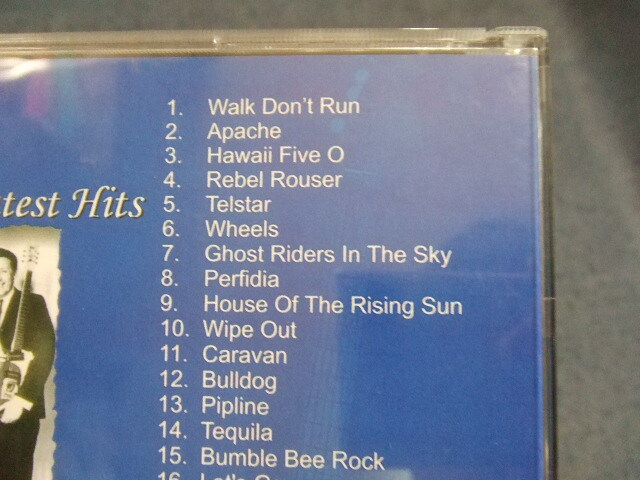 1. Walk Don't Run
2. Apache
3. Hawaii Five O
4. Rebel Rouser
5. Telstar
6. Wheels
7. Ghost Riders In The Sky
8. Perfidia
9. House Of The Rising Sun
10. Wipe Out
11. Caravan
12. Bulldog
13. Pipline
14. Tequila
15. Bumble Bee Rock
16. Let's
Hits